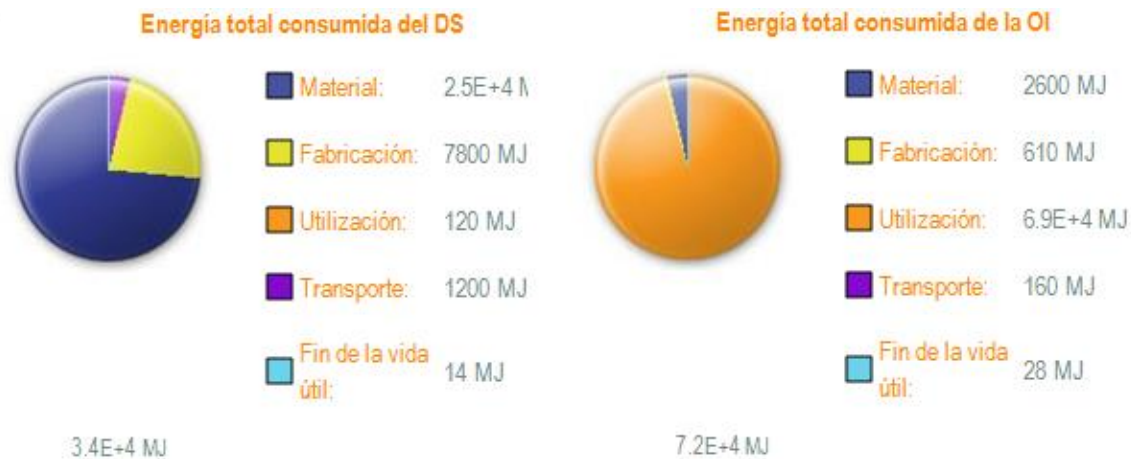 Energía total consumida del DS
Material: 2.5E+4 M
Fabricación: 7800 MJ
Utilización: 120 MJ
Transporte: 1200 MJ
Fin de la vida
útil: 14 MJ
3.4E+4 MJ
Energía total consumida de la OI
Material: 2600 MJ
Fabricación: 610 MJ
Utilización: 6.9E+4 MJ
Transporte: 160 MJ
Fin de la vida
útil: 28 MJ
7.2E+4 MJ